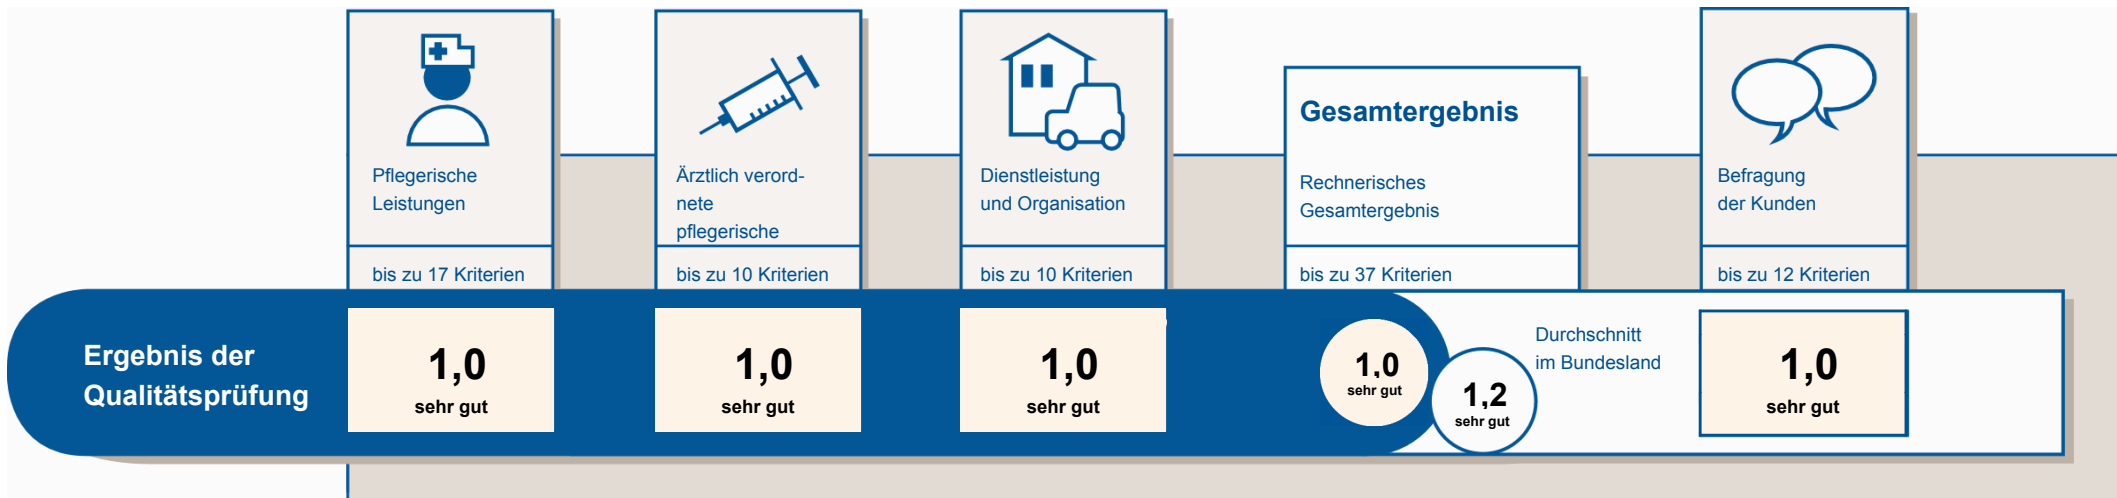 Pflegerische
Leistungen
bis zu 17 Kriterien
Ärztlich verord-
nete
pflegerische
bis zu 10 Kriterien
Dienstleistung
und Organisation
bis zu 10 Kriterien
Gesamtergebnis
Rechnerisches
Gesamtergebnis
bis zu 37 Kriterien
Befragung
der Kunden
bis zu 12 Kriterien
Ergebnis der
Qualitätsprüfung
1,0
sehr gut
1,0
sehr gut
1,0
sehr gut
1,0
sehr gut
1,2
sehr gut
Durchschnitt
im Bundesland
1,0
sehr gut